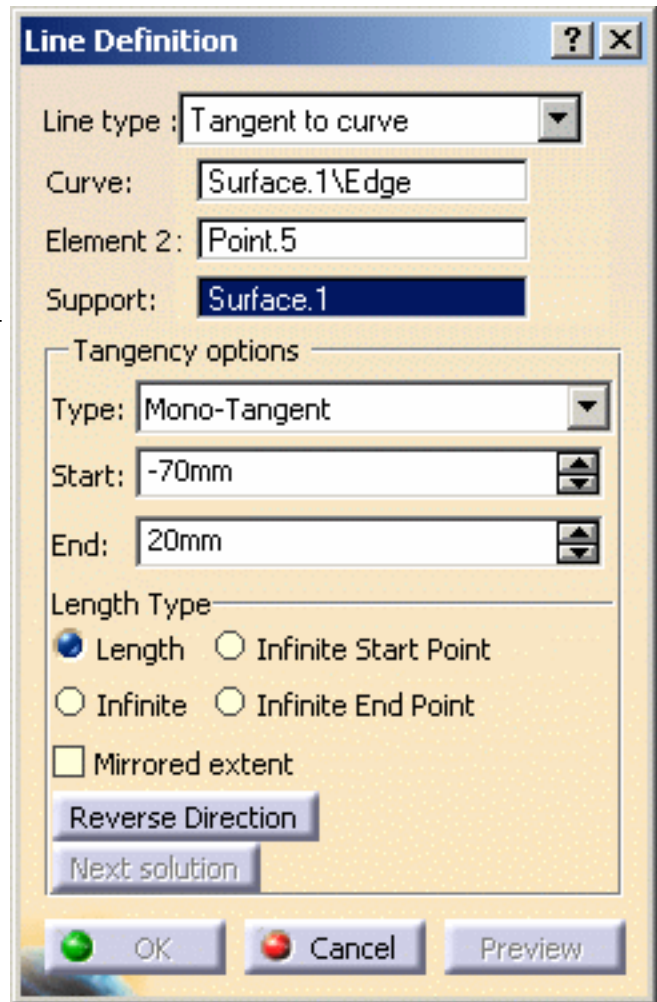 Line Definition
Line type : Tangent to curve
Curve: Surface.1\Edge
Element 2: Point.5
Support: Surface.1
Tangency options
Type: Mono-Tangent
Start: -70mm
End: 20mm
Length Type
Length Infinite Start Point
Infinite Infinite End Point
Mirrored extent
Reverse Direction
Next solution
OK Cancel Preview